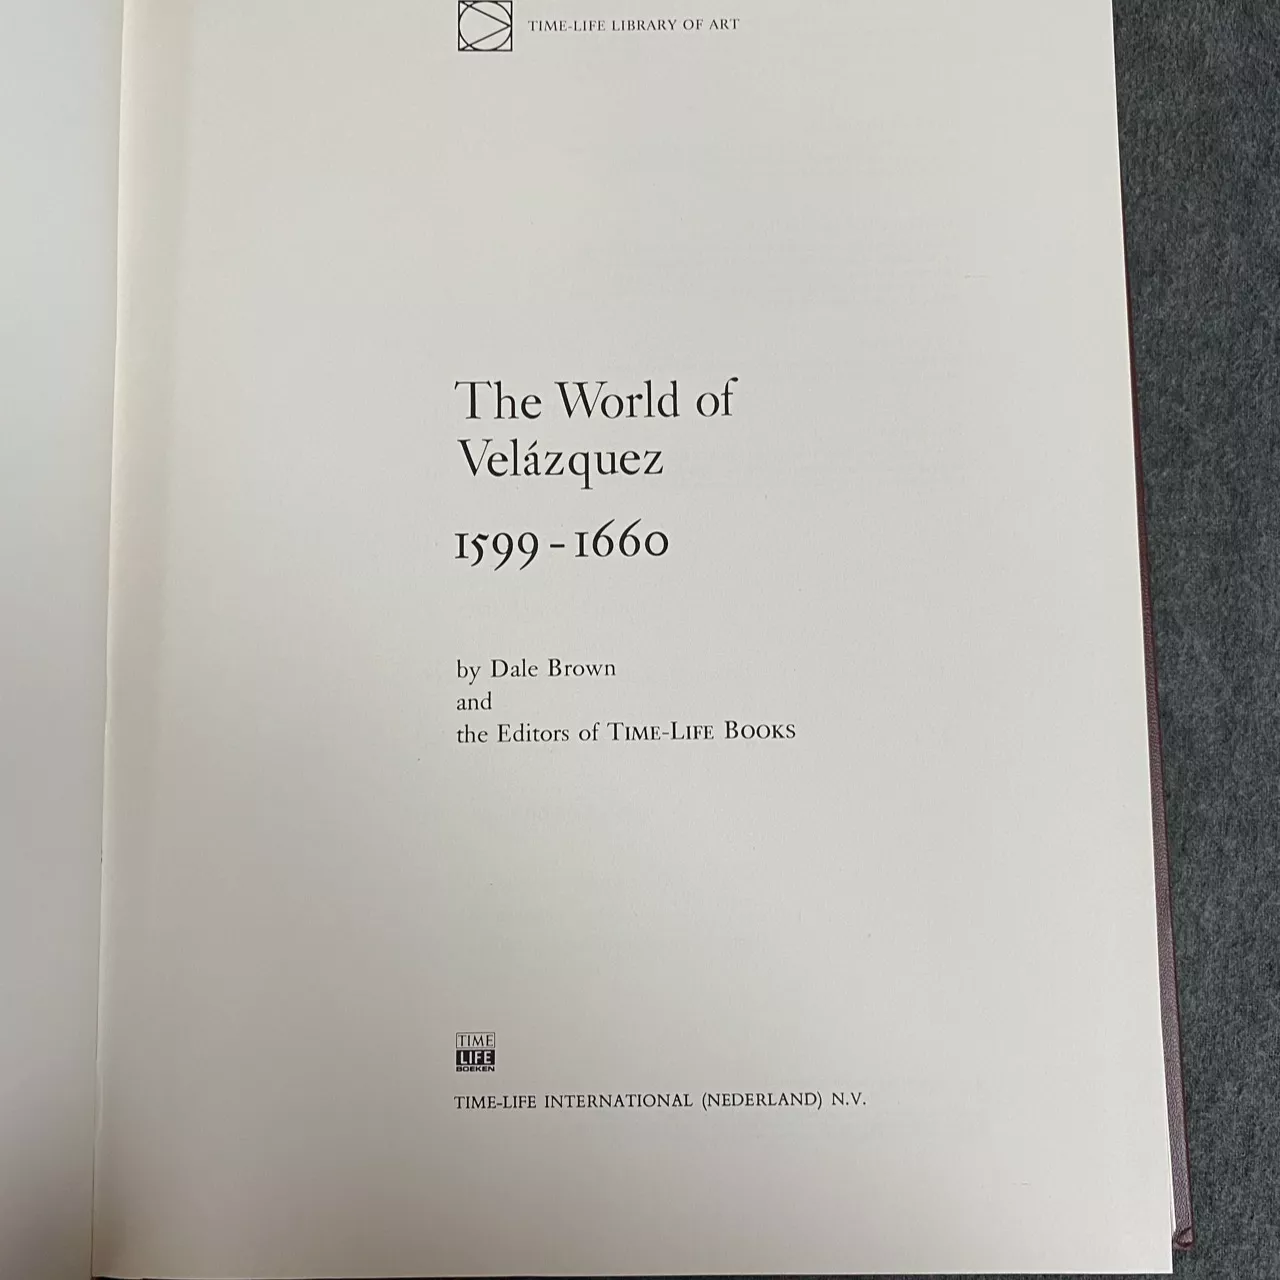 TIME-LIFE LIBRARY OF ART
The World of
Velázquez
1599-1660
by Dale Brown
and
the Editors of TIME-LIFE BOOKS
TIME
LIFE
BOEKEN
TIME-LIFE INTERNATIONAL (NEDERLAND) N.V.